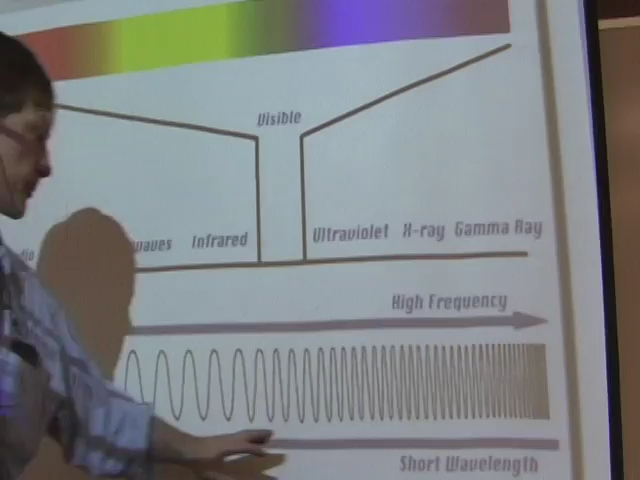 Visible
waves Infrared Ultraviolet X-ray Gamma Ray
High Frequency
Short Wavelength